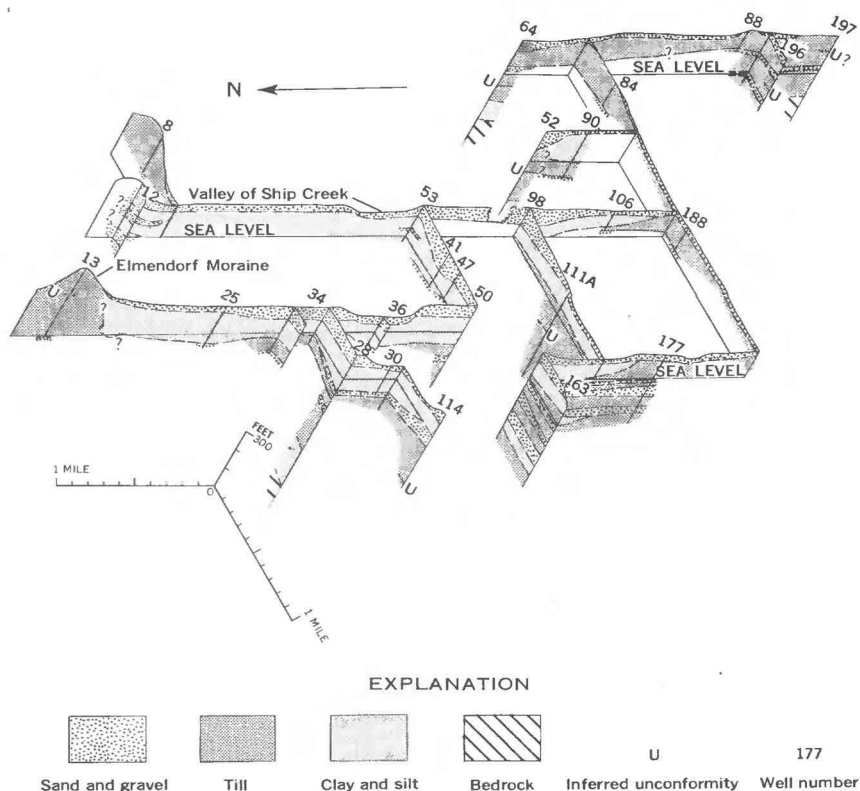 64
88
197
U?
196
?
SEA LEVEL
U
U
N
84
8
52
90
?
U
12
?
?
?
Valley of Ship Creek
53
98
106
188
SEA LEVEL
41
47
13
Elmendorf Moraine
U
50
111A
?
25
34
36
?
28
30
U
177
SEA LEVEL
163
114
FEET
300
1 MILE
0
U
1 MILE
EXPLANATION
U
177
Sand and gravel
Till
Clay and silt
Bedrock
Inferred unconformity
Well number